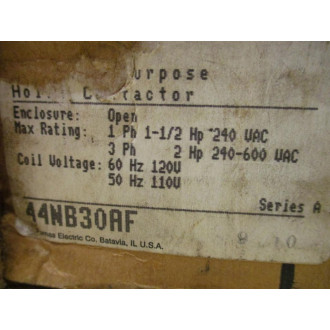 urpose
Enclosure: Open
Max Rating: 1 Ph 1-1/2 Hp 240 VAC
3 Ph 2 Hp 240-600 VAC
Coil Voltage: 60 Hz 120V
50 Hz 110V
Series A
44NB30AF
Electric Co. Batavia, IL U.S.A.